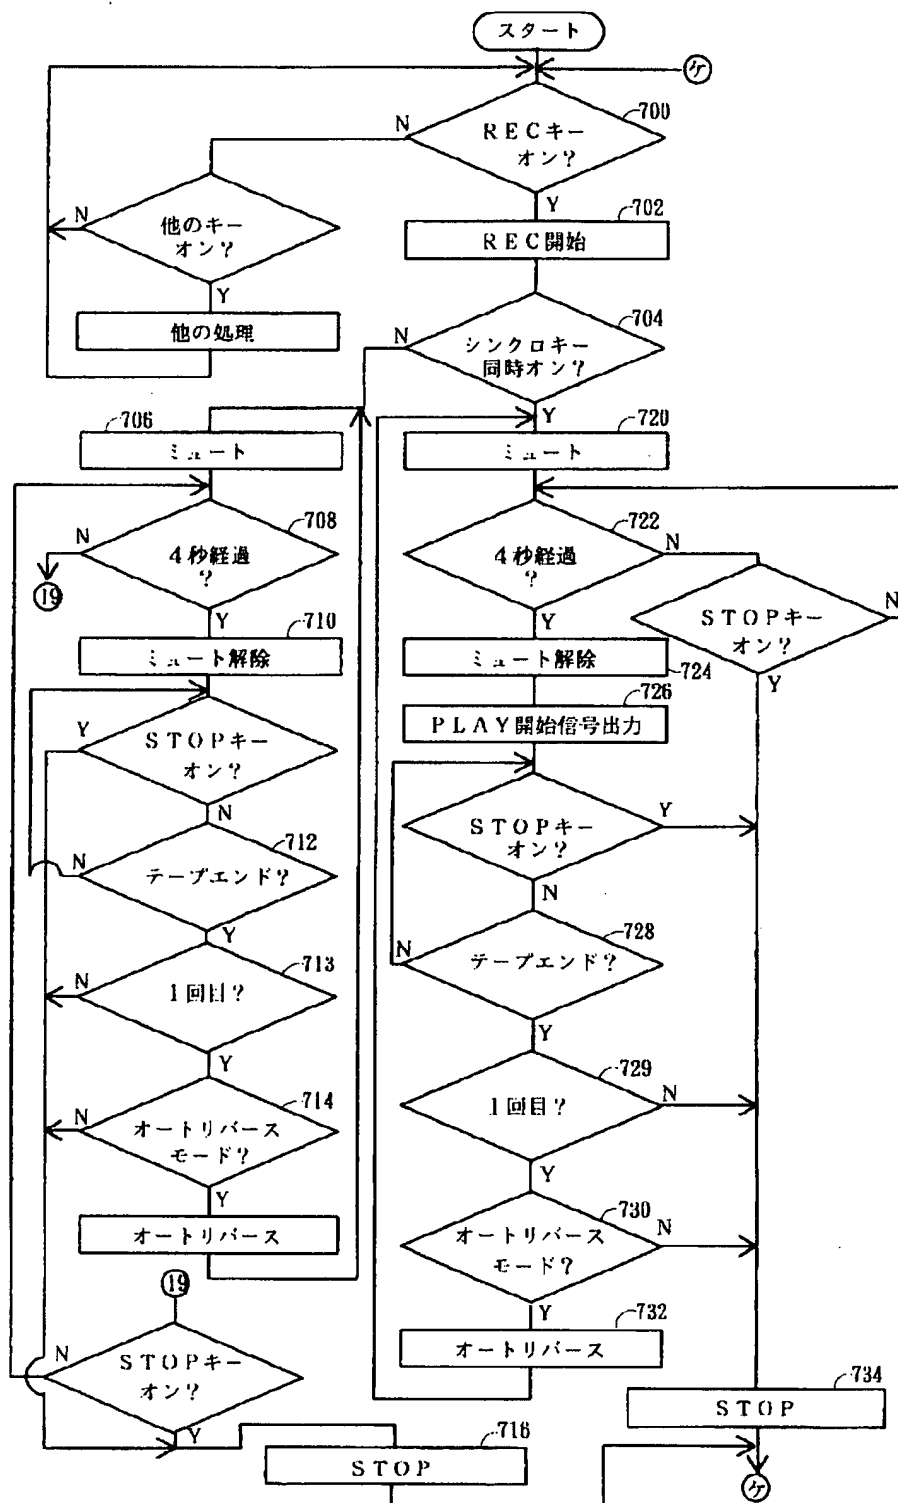 スタート
ケ
700
N
RECキー
オン?
Y
702
REC開始
N
他のキー
オン?
Y
他の処理
704
N
シンクロキー
同時オン?
Y
706
ミュート
720
ミュート
708
N
4秒経過
?
Y
19
722
N
4秒経過
?
Y
STOPキー
オン?
N
Y
710
ミュート解除
ミュート解除
724
726
PLAY開始信号出力
Y
STOPキー
オン?
N
STOPキー
オン?
Y
N
712
N
テープエンド?
Y
728
N
テープエンド?
Y
713
N
1回目?
Y
729
1回目?
N
Y
714
N
オートリバース
モード?
Y
730
オートリバース
モード?
N
Y
オートリバース
732
オートリバース
19
N
STOPキー
オン?
Y
734
STOP
716
STOP
ケ